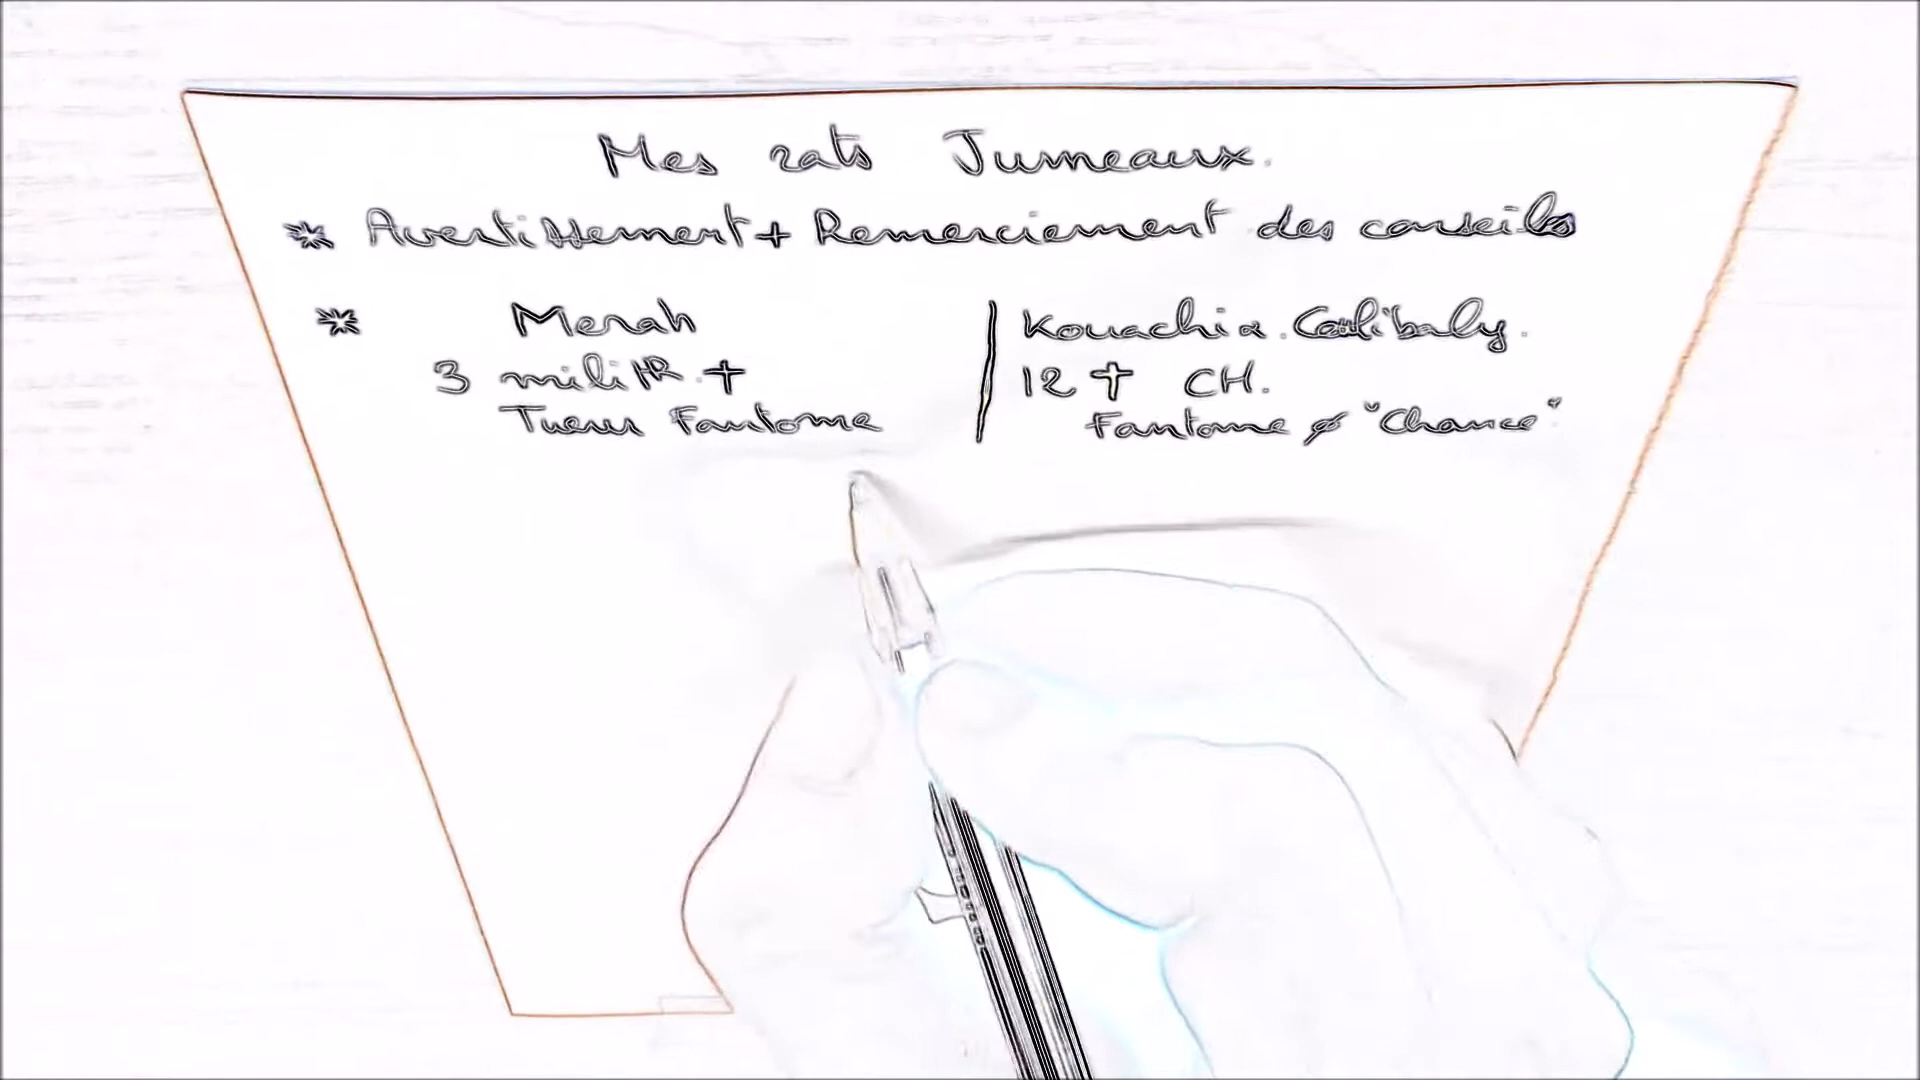 Mes rats Jumeaux.
* Avertissement + Remerciement des conseils
* Merah
3 militR. +
Tueur Fantome
Kouachi . Coulibaly.
12 + CH.
Fantome ø "Chance"